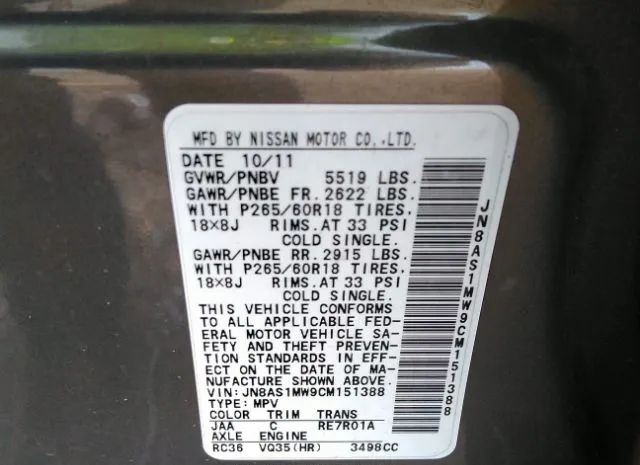 MFD BY NISSAN MOTOR CO.,LTD.
DATE 10/11
GVWR/PNBV 5519 LBS.
GAWR/PNBE FR. 2622 LBS.
WITH P265/60R18 TIRES.
18×8J RIMS. AT 33 PSI
COLD SINGLE.
GAWR/PNBE RR. 2915 LBS.
WITH P265/60R18 TIRES.
18×8J RIMS. AT 33 PSI
COLD SINGLE.
THIS VEHICLE CONFORMS
TO ALL APPLICABLE FED-
ERAL MOTOR VEHICLE SA-
FETY AND THEFT PREVEN-
TION STANDARDS IN EFF-
ECT ON THE DATE OF MA-
NUFACTURE SHOWN ABOVE.
VIN: JN8AS1MW9CM151388
TYPE: MPV
COLOR TRIM TRANS
JAA C RE7R01A
AXLE ENGINE
RC36 VQ35(HR) 3498CC
JN8AS1MW9CM151388